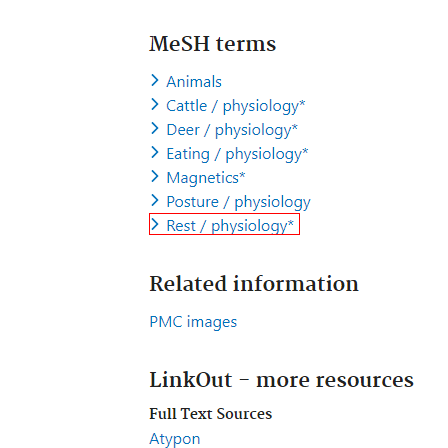 MeSH terms
Animals
Cattle / physiology*
Deer / physiology*
Eating / physiology*
Magnetics*
Posture / physiology
Rest / physiology*
Related information
PMC images
LinkOut - more resources
Full Text Sources
Atypon